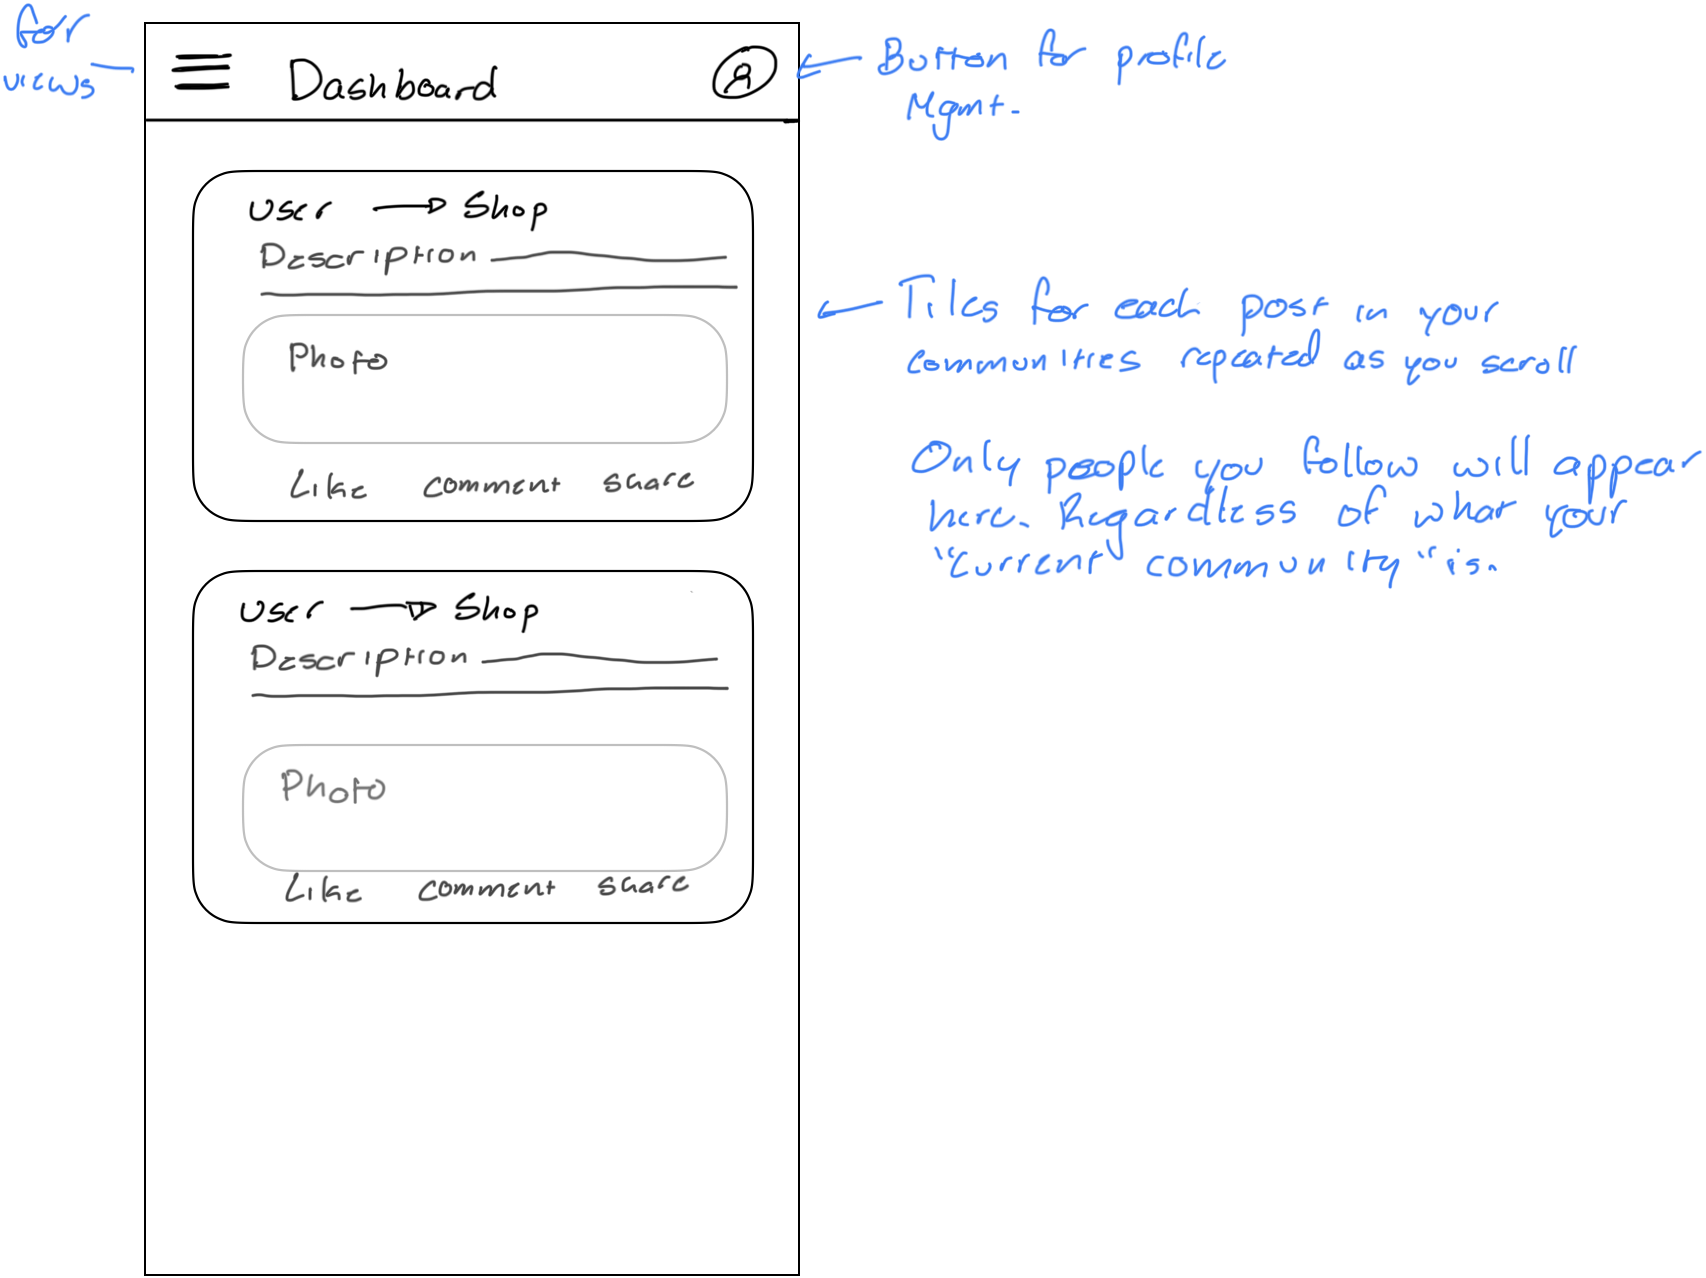 for
views
Dashboard
Button for profile
Mgmt.
User → Shop
Description
Photo
Like comment share
Tiles for each post in your
communities repeated as you scroll
Only people you follow will appear
here. Regardless of what your
"Current community" is.
User → Shop
Description
Photo
Like comment share